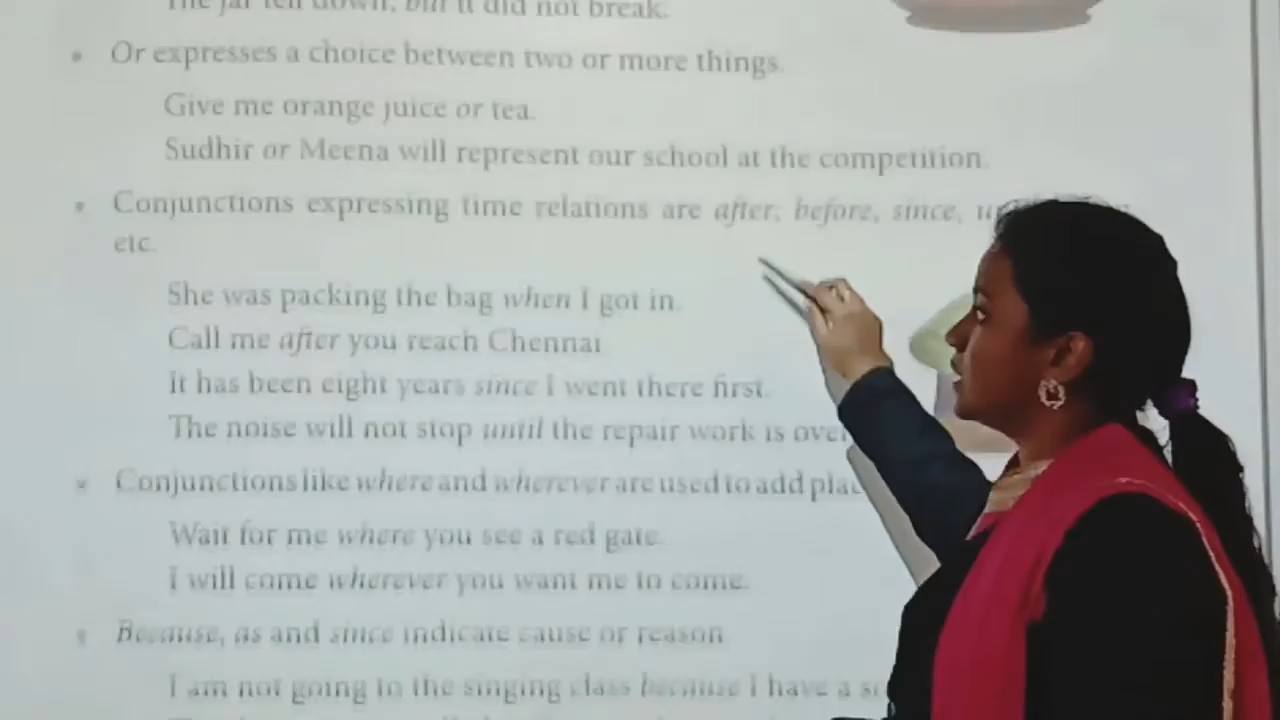 The jar fell down, but it did not break.
• Or expresses a choice between two or more things.
Give me orange juice or tea.
Sudhir or Meena will represent our school at the competition.
• Conjunctions expressing time relations are after, before, since,
etc.
She was packing the bag when I got in.
Call me after you reach Chennai.
It has been eight years since I went there first.
The noise will not stop until the repair work is over
• Conjunctions like where and wherever are used to add
Wait for me where you see a red gate.
I will come wherever you want me to come.
• Because, as and since indicate cause or reason.
I am not going to the singing class because I have a